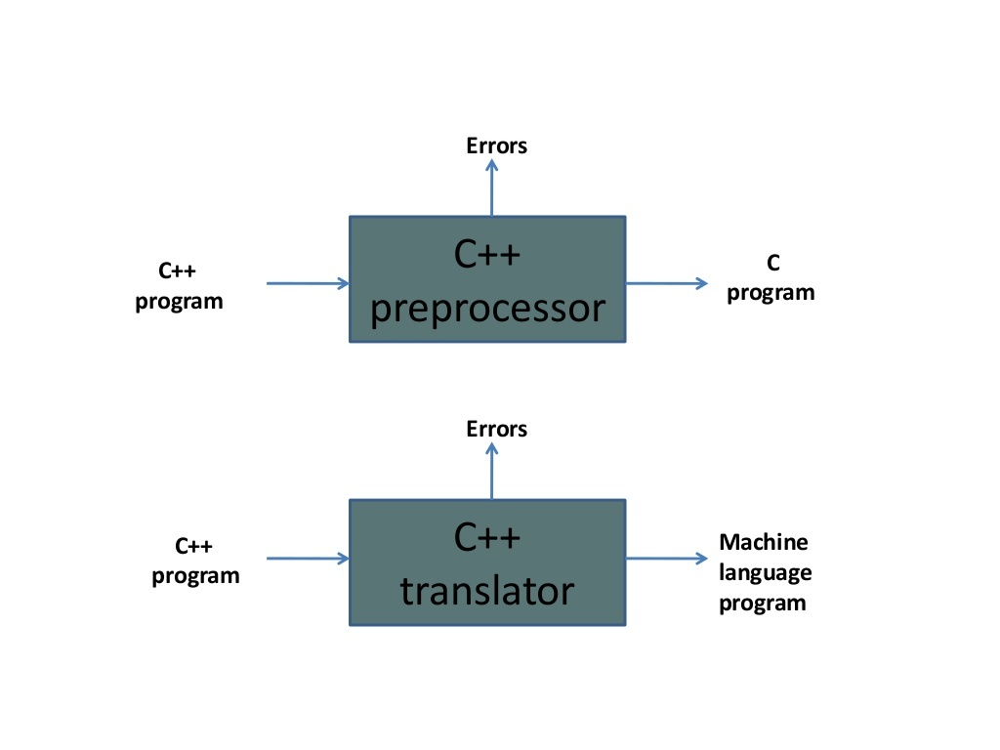 Errors
C++
program
C++
preprocessor
C
program
Errors
C++
program
C++
translator
Machine
language
program